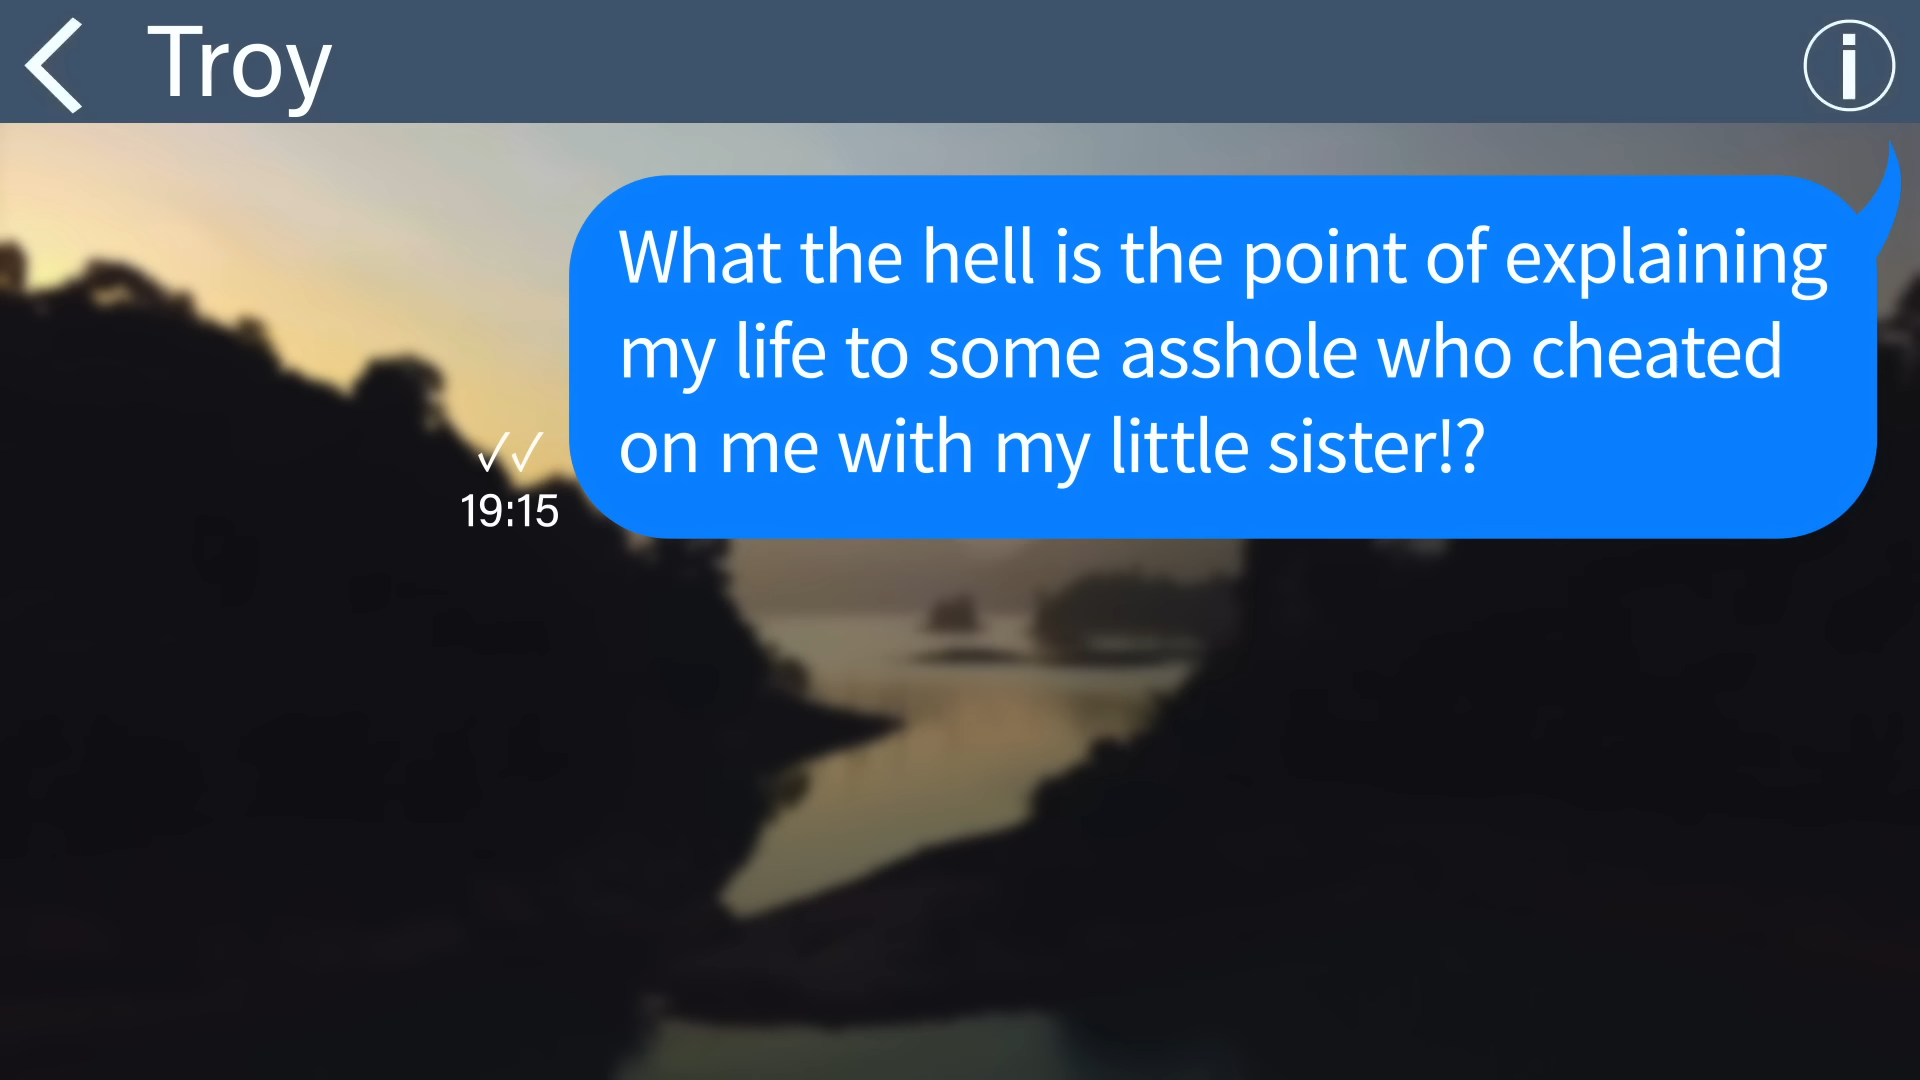 Troy
What the hell is the point of explaining
my life to some asshole who cheated
on me with my little sister!?
19:15